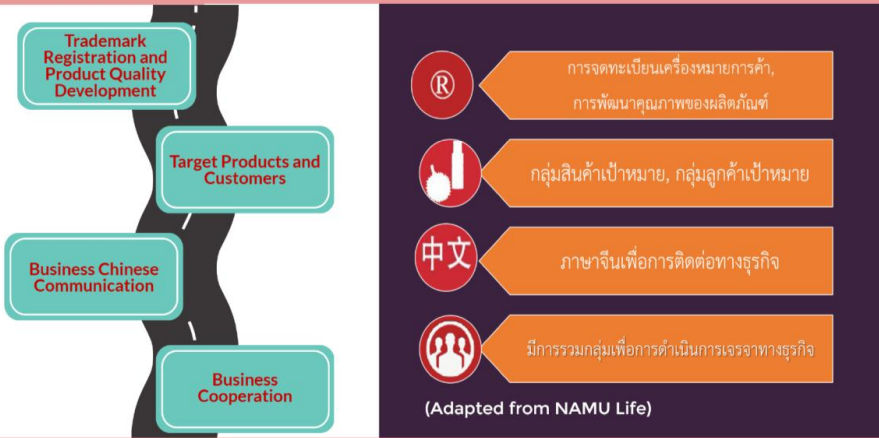 Trademark
Registration and
Product Quality
Development
Target Products and
Customers
Business Chinese
Communication
Business
Cooperation
®
การจดทะเบียนเครื่องหมายการค้า,
การพัฒนาคุณภาพของผลิตภัณฑ์
กลุ่มสินค้าเป้าหมาย, กลุ่มลูกค้าเป้าหมาย
中文
ภาษาจีนเพื่อการติดต่อทางธุรกิจ
มีการรวมกลุ่มเพื่อการดำเนินการเจรจาทางธุรกิจ
(Adapted from NAMU Life)